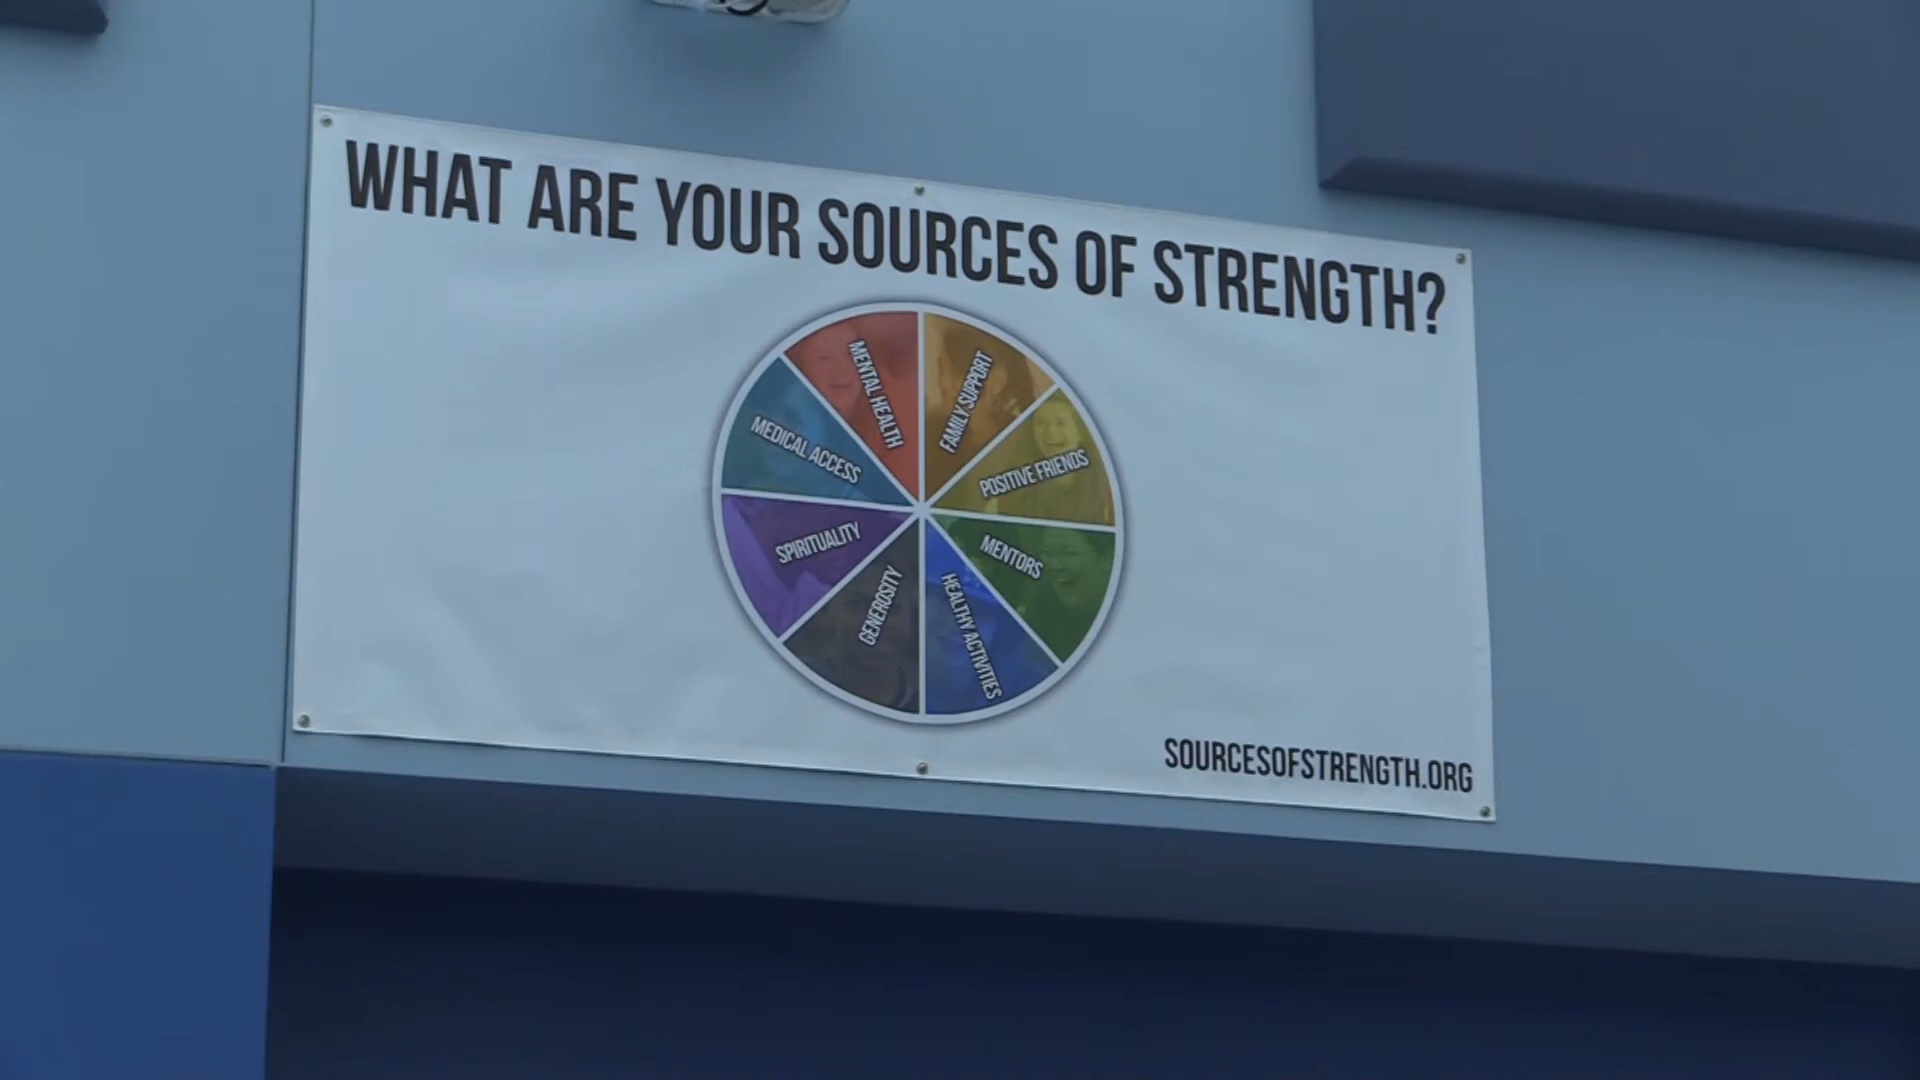 WHAT ARE YOUR SOURCES OF STRENGTH?
MENTAL HEALTH
FAMILY SUPPORT
MEDICAL ACCESS
POSITIVE FRIENDS
SPIRITUALITY
MENTORS
GENEROSITY
HEALTHY ACTIVITIES
SOURCESOFSTRENGTH.ORG